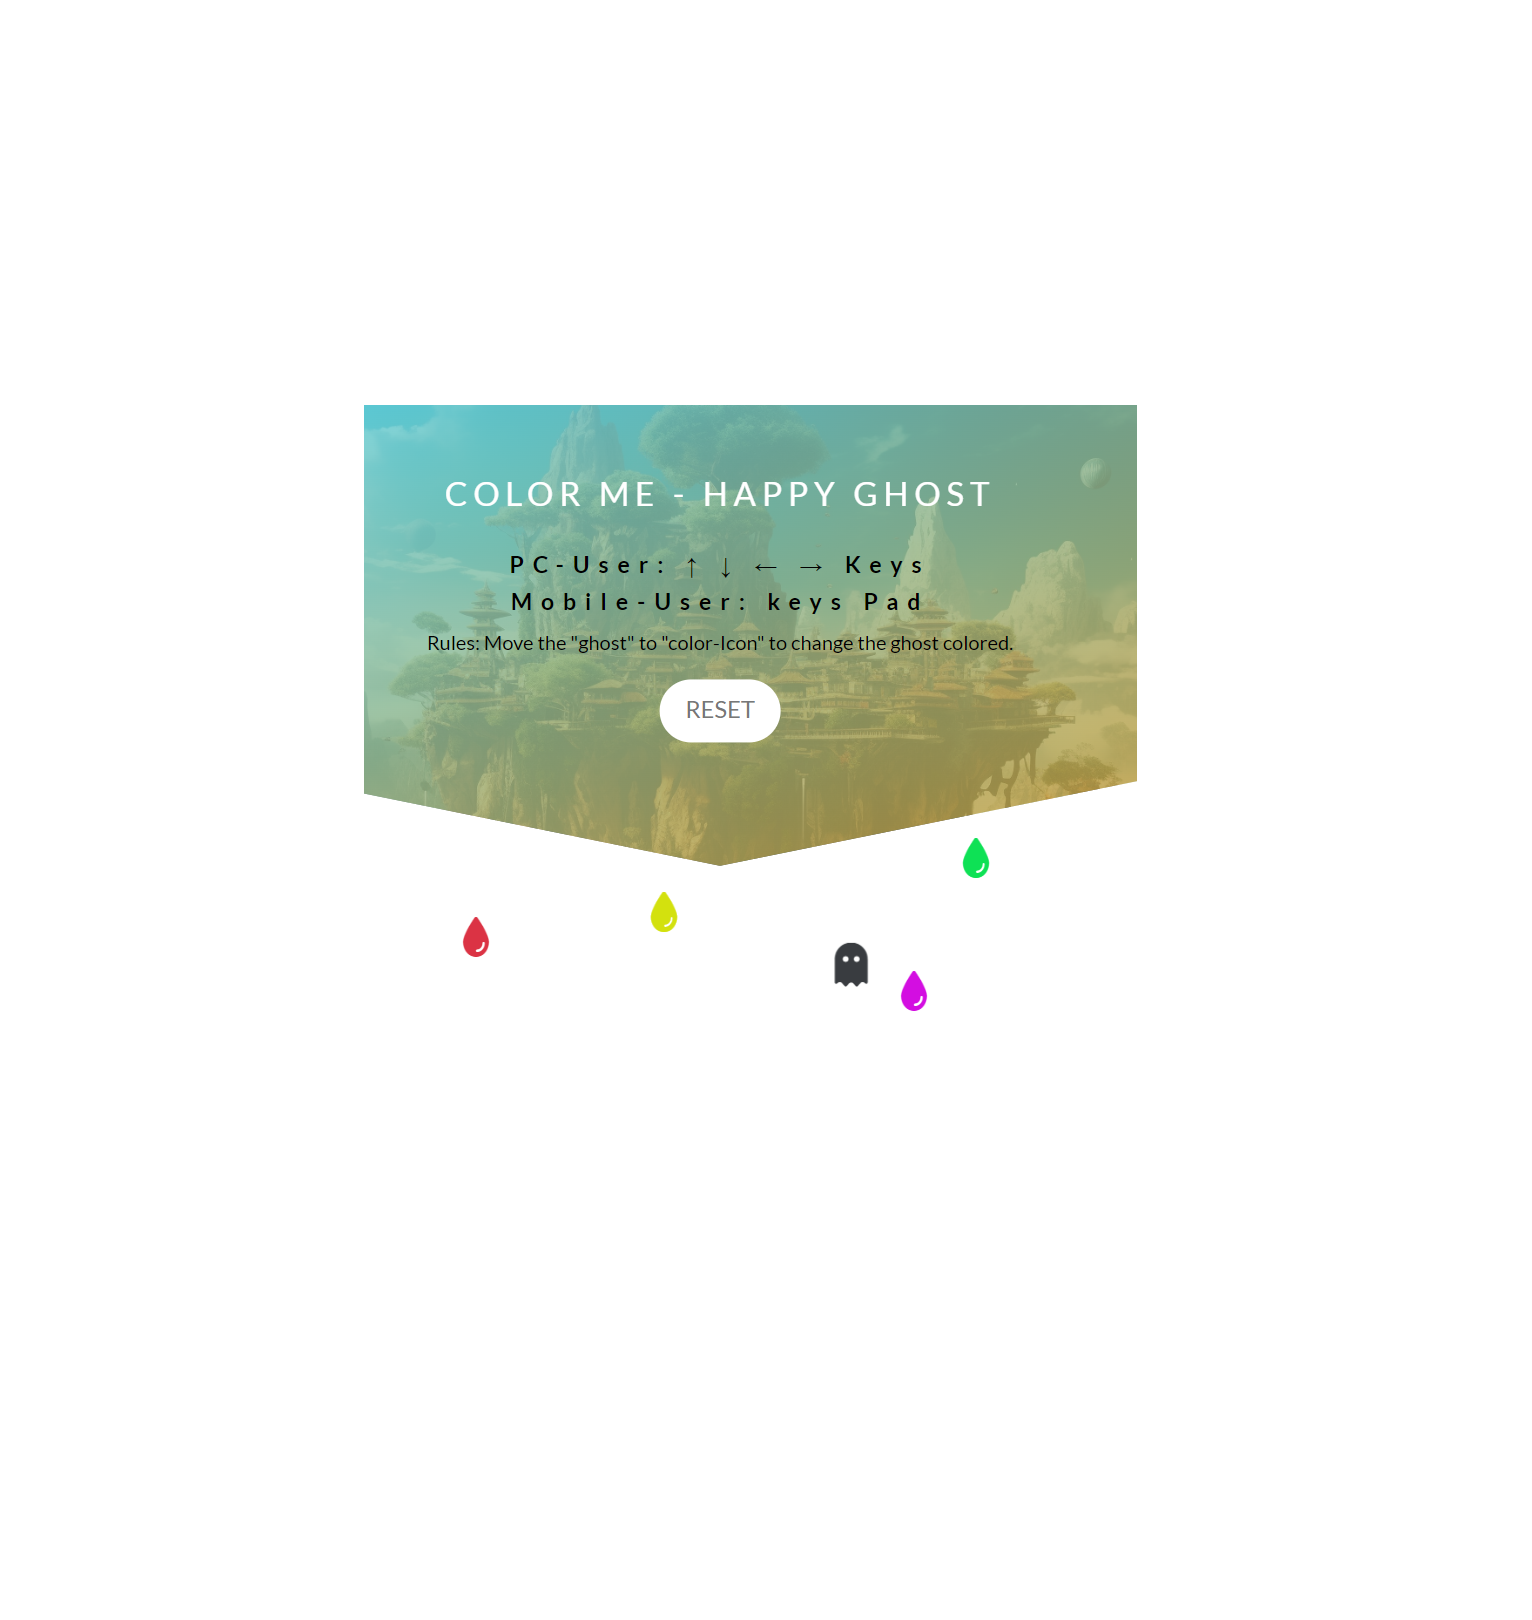 COLOR ME - HAPPY GHOST
PC-User: ↑ ↓ ← → Keys
Mobile-User: keys Pad
Rules: Move the "ghost" to "color-Icon" to change the ghost colored.
RESET